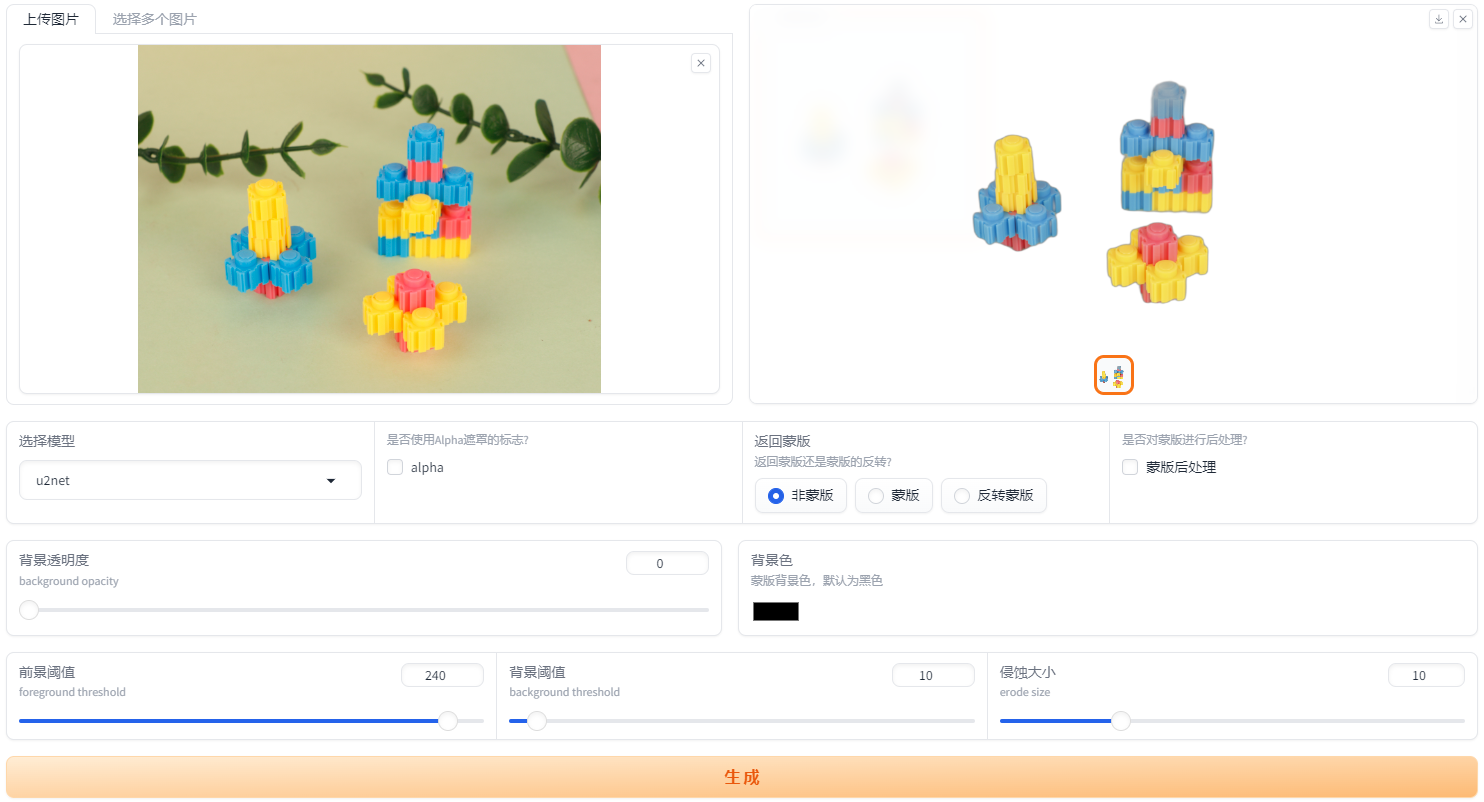 上传图片
选择多个图片
选择模型
u2net
是否使用Alpha遮罩的标志?
alpha
返回蒙版
返回蒙版还是蒙版的反转?
非蒙版
蒙版
反转蒙版
是否对蒙版进行后处理?
蒙版后处理
背景透明度
0
background opacity
背景色
蒙版背景色，默认为黑色
前景阈值
240
foreground threshold
背景阈值
10
background threshold
侵蚀大小
10
erode size
生成